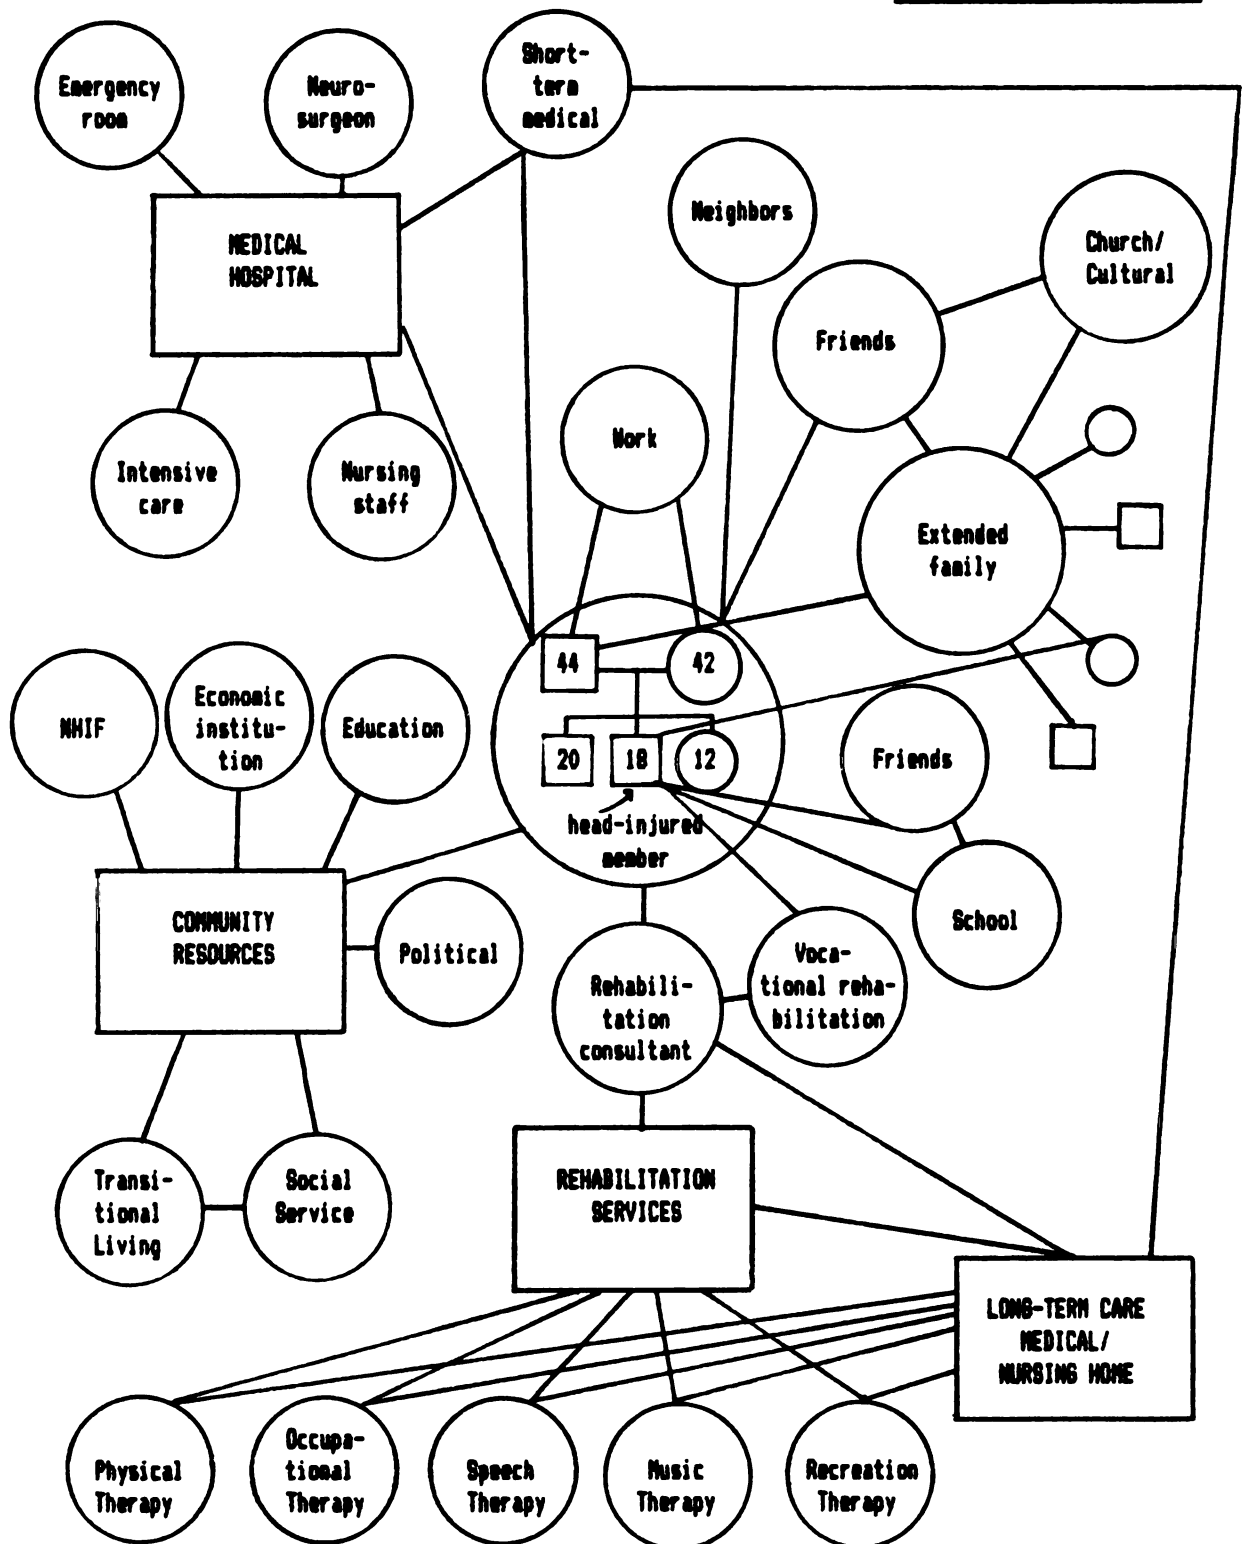 Emergency
room
Neuro-
surgeon
Short-
term
medical
MEDICAL
HOSPITAL
Neighbors
Church/
Cultural
Friends
Work
Intensive
care
Nursing
staff
Extended
family
44
42
NHIF
Economic
institu-
tion
Education
20
18
12
Friends
head-injured
member
COMMUNITY
RESOURCES
Political
School
Rehabili-
tation
consultant
Voca-
tional reha-
bilitation
Transi-
tional
Living
Social
Service
REHABILITATION
SERVICES
LONG-TERM CARE
MEDICAL/
NURSING HOME
Physical
Therapy
Occupa-
tional
Therapy
Speech
Therapy
Music
Therapy
Recreation
Therapy